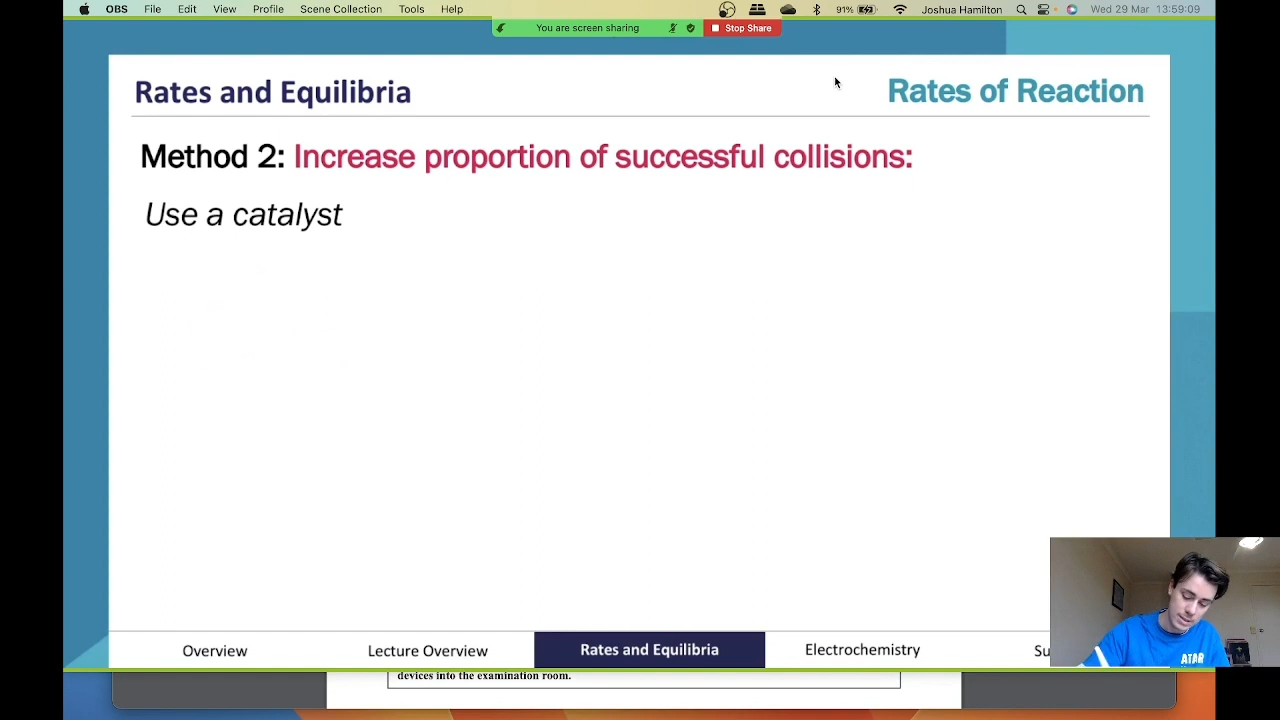 OBS File Edit View Profile Scene Collection Tools Help 91% Joshua Hamilton Wed 29 Mar 13:59:09
You are screen sharing Stop Share
Rates and Equilibria Rates of Reaction
Method 2: Increase proportion of successful collisions:
Use a catalyst
ATAR
Overview Lecture Overview Rates and Equilibria Electrochemistry Su
devices into the examination room.